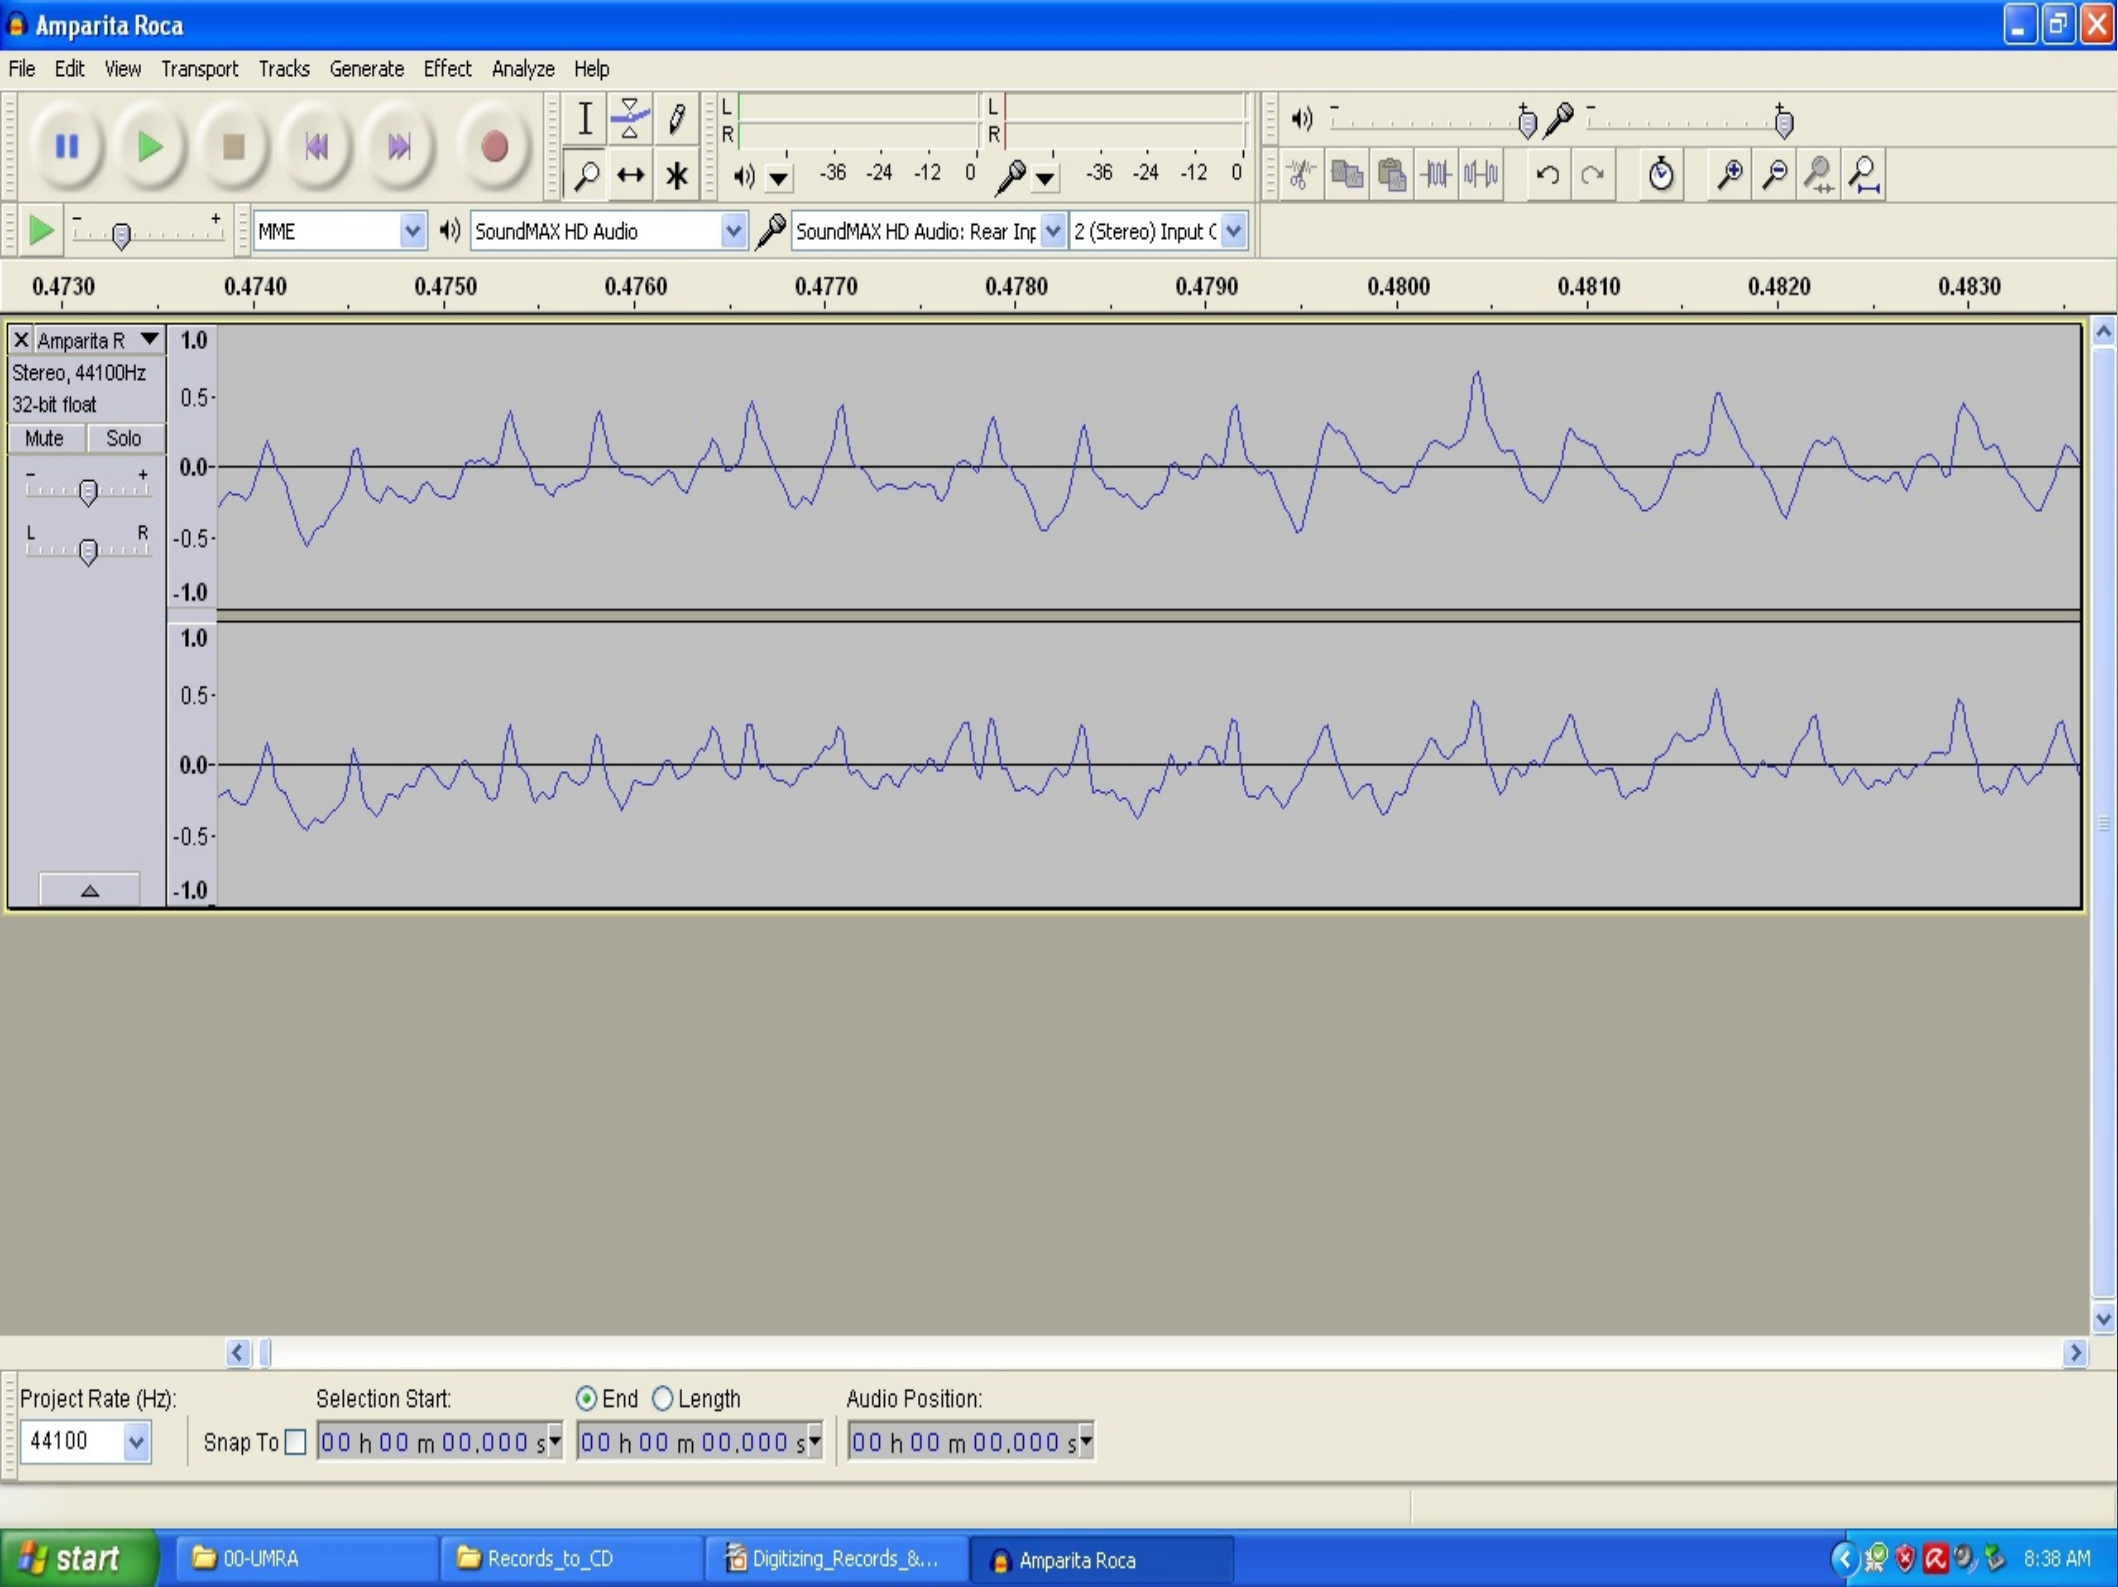 Amparita Roca
File Edit View Transport Tracks Generate Effect Analyze Help
L L
R R
-36 -24 -12 0 -36 -24 -12 0
MME SoundMAX HD Audio SoundMAX HD Audio: Rear Inp 2 (Stereo) Input C
0.4730 0.4740 0.4750 0.4760 0.4770 0.4780 0.4790 0.4800 0.4810 0.4820 0.4830
Amparita R 1.0
Stereo, 44100Hz
32-bit float 0.5-
Mute Solo
- + 0.0-
L R -0.5-
-1.0
1.0
0.5-
0.0-
-0.5-
-1.0
Project Rate (Hz): Selection Start: End Length Audio Position:
44100 Snap To 00 h 00 m 00.000 s 00 h 00 m 00.000 s 00 h 00 m 00.000 s
start 00-UMRA Records_to_CD Digitizing_Records_&... Amparita Roca 8:38 AM